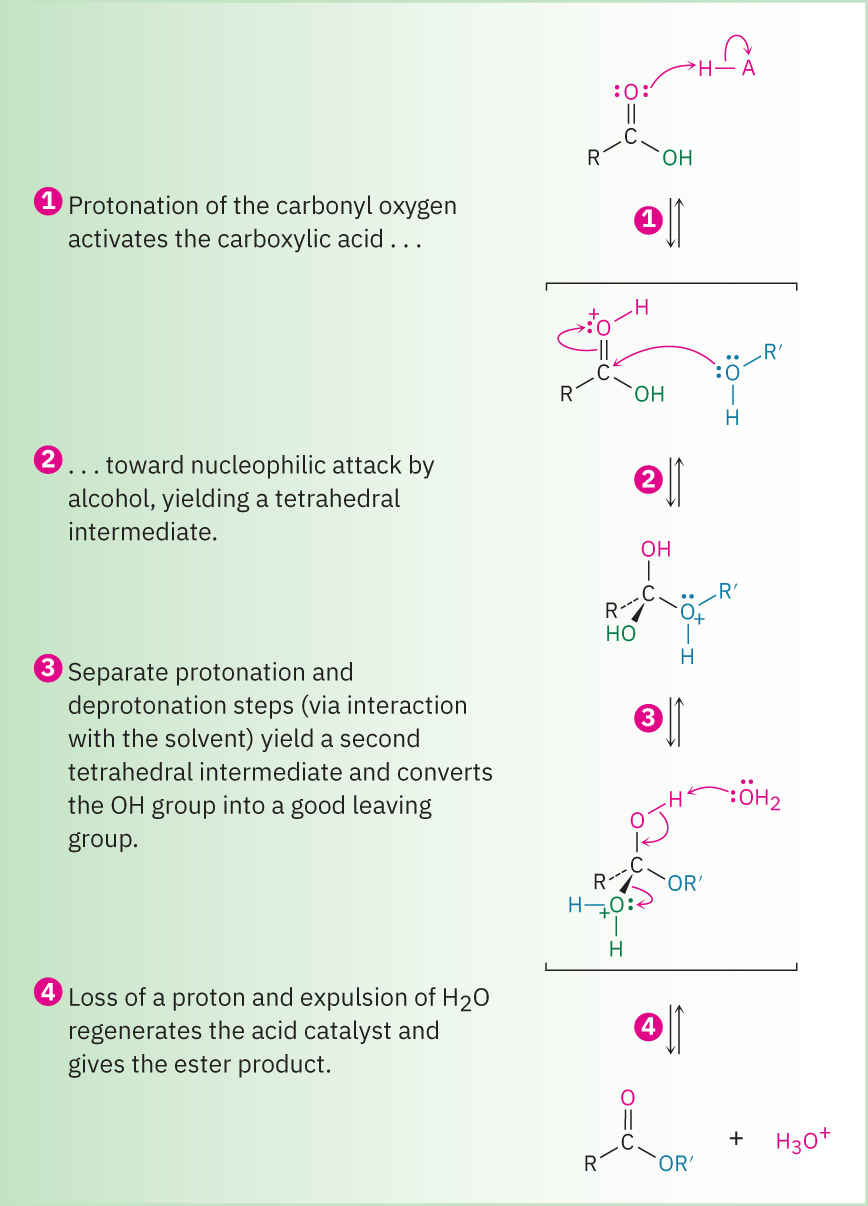 H—A
:O:
C
R OH
1 Protonation of the carbonyl oxygen
activates the carboxylic acid . . .
1
+ H
:O
R′
C :O
R OH
H
2 . . . toward nucleophilic attack by
alcohol, yielding a tetrahedral
intermediate.
2
OH
R′
C
R O+
HO
H
3 Separate protonation and
deprotonation steps (via interaction
with the solvent) yield a second
tetrahedral intermediate and converts
the OH group into a good leaving
group.
3
H :OH₂
O
C
R OR′
H—+O:
H
4 Loss of a proton and expulsion of H₂O
regenerates the acid catalyst and
gives the ester product.
4
O
C + H₃O⁺
R OR′